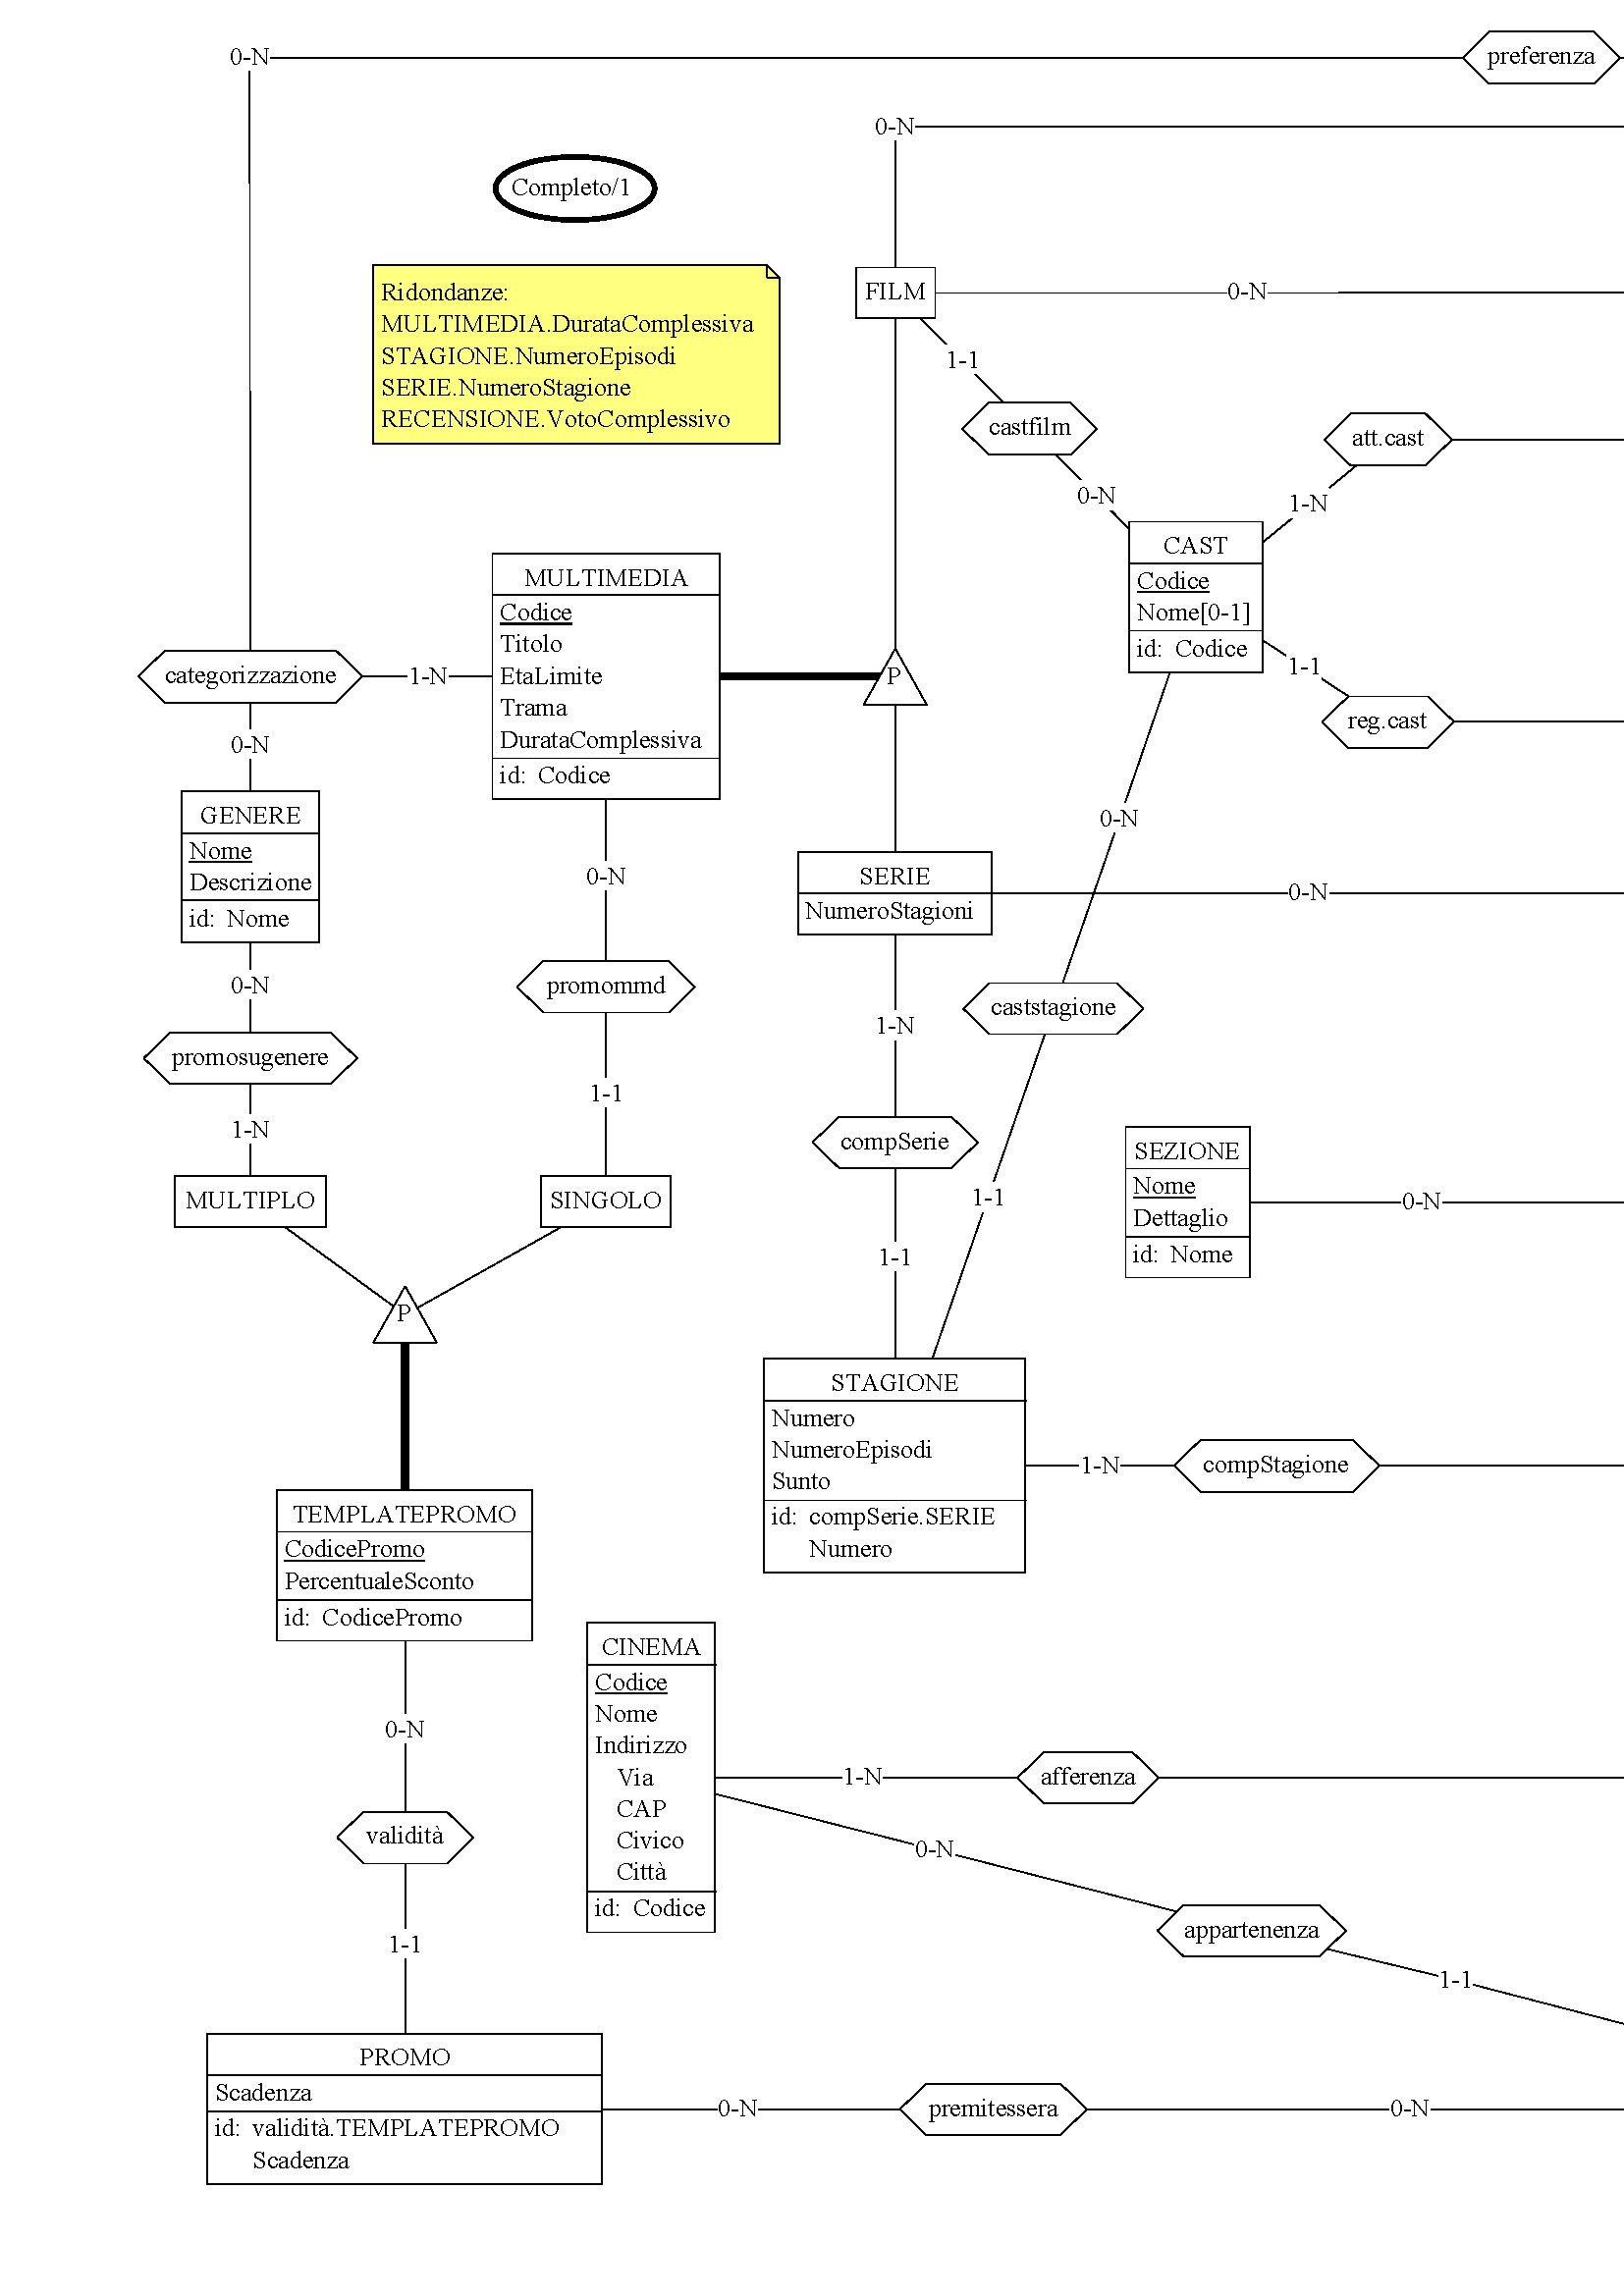 0-N
preferenza
0-N
Completo/1
Ridondanze:
MULTIMEDIA.DurataComplessiva
STAGIONE.NumeroEpisodi
SERIE.NumeroStagione
RECENSIONE.VotoComplessivo
FILM
0-N
1-1
castfilm
att.cast
0-N
1-N
CAST
Codice
Nome[0-1]
id: Codice
MULTIMEDIA
Codice
Titolo
EtaLimite
Trama
DurataComplessiva
id: Codice
categorizzazione
1-N
P
1-1
reg.cast
0-N
GENERE
Nome
Descrizione
id: Nome
0-N
0-N
SERIE
NumeroStagioni
0-N
0-N
promommd
caststagione
1-N
promosugenere
1-1
1-N
compSerie
SEZIONE
Nome
Dettaglio
id: Nome
0-N
MULTIPLO
SINGOLO
1-1
1-1
P
STAGIONE
Numero
NumeroEpisodi
Sunto
id: compSerie.SERIE
Numero
1-N
compStagione
TEMPLATEPROMO
CodicePromo
PercentualeSconto
id: CodicePromo
CINEMA
Codice
Nome
Indirizzo
Via
CAP
Civico
Città
id: Codice
0-N
1-N
afferenza
validità
0-N
appartenenza
1-1
1-1
PROMO
Scadenza
id: validità.TEMPLATEPROMO
Scadenza
0-N
premitessera
0-N